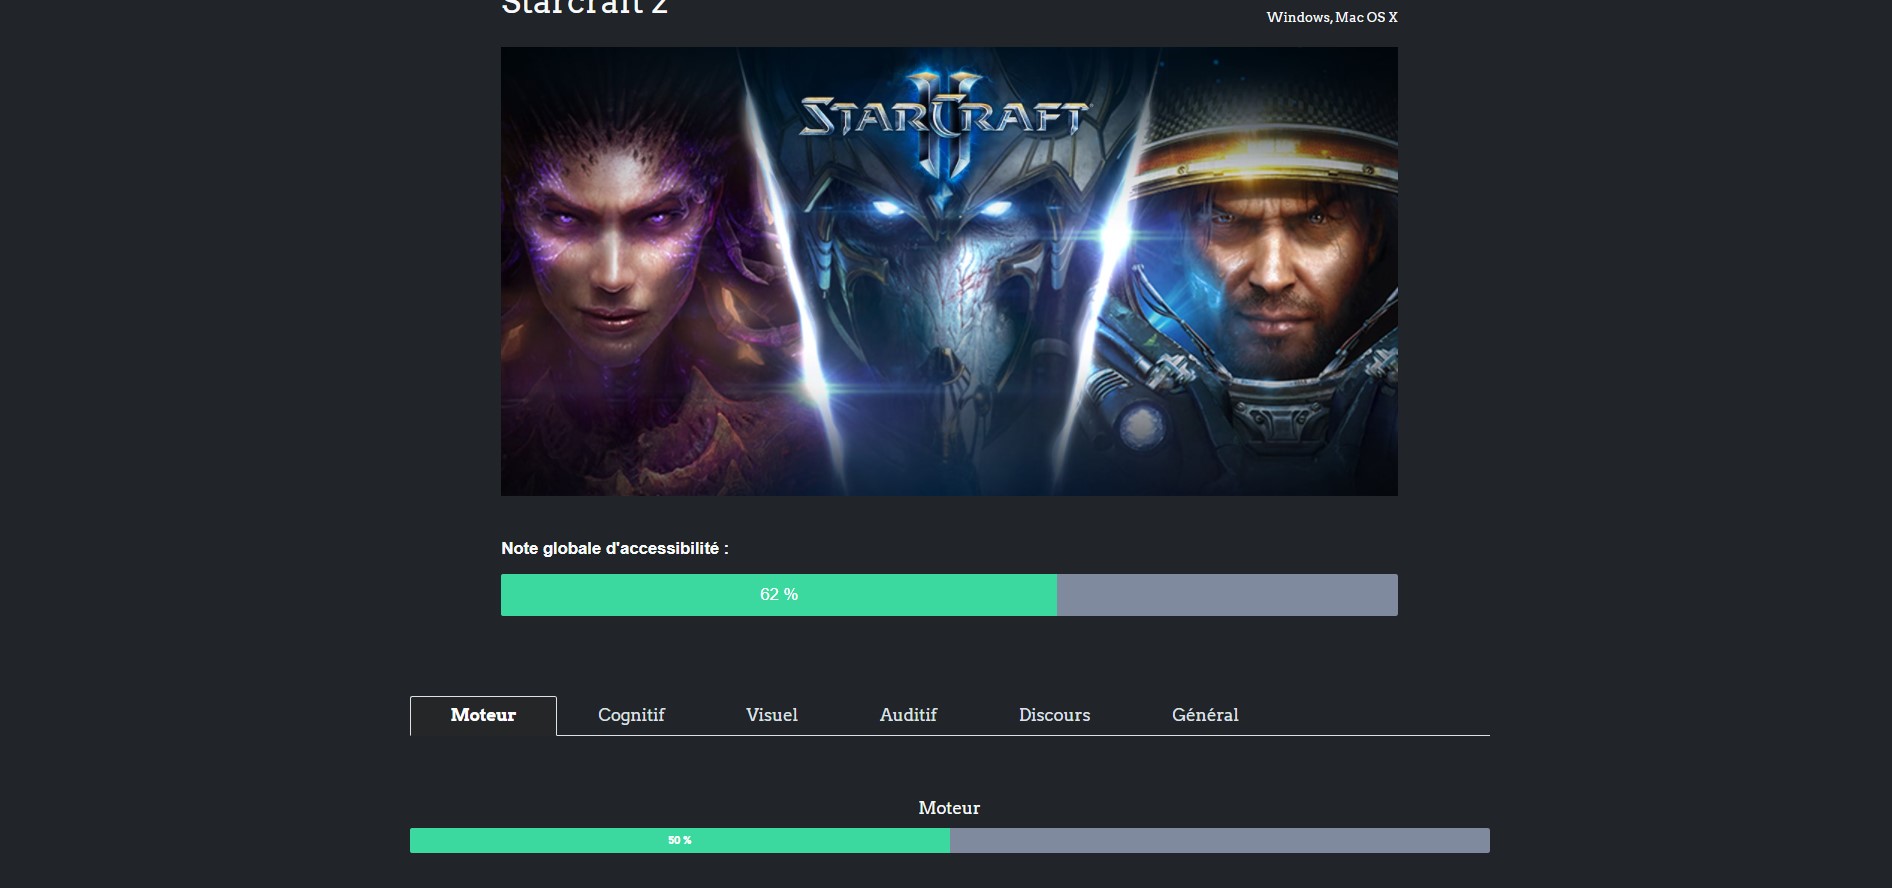 Starcraft 2
Windows, Mac OS X
STARCRAFT
II
Note globale d'accessibilité :
62 %
Moteur
Cognitif
Visuel
Auditif
Discours
Général
Moteur
50 %